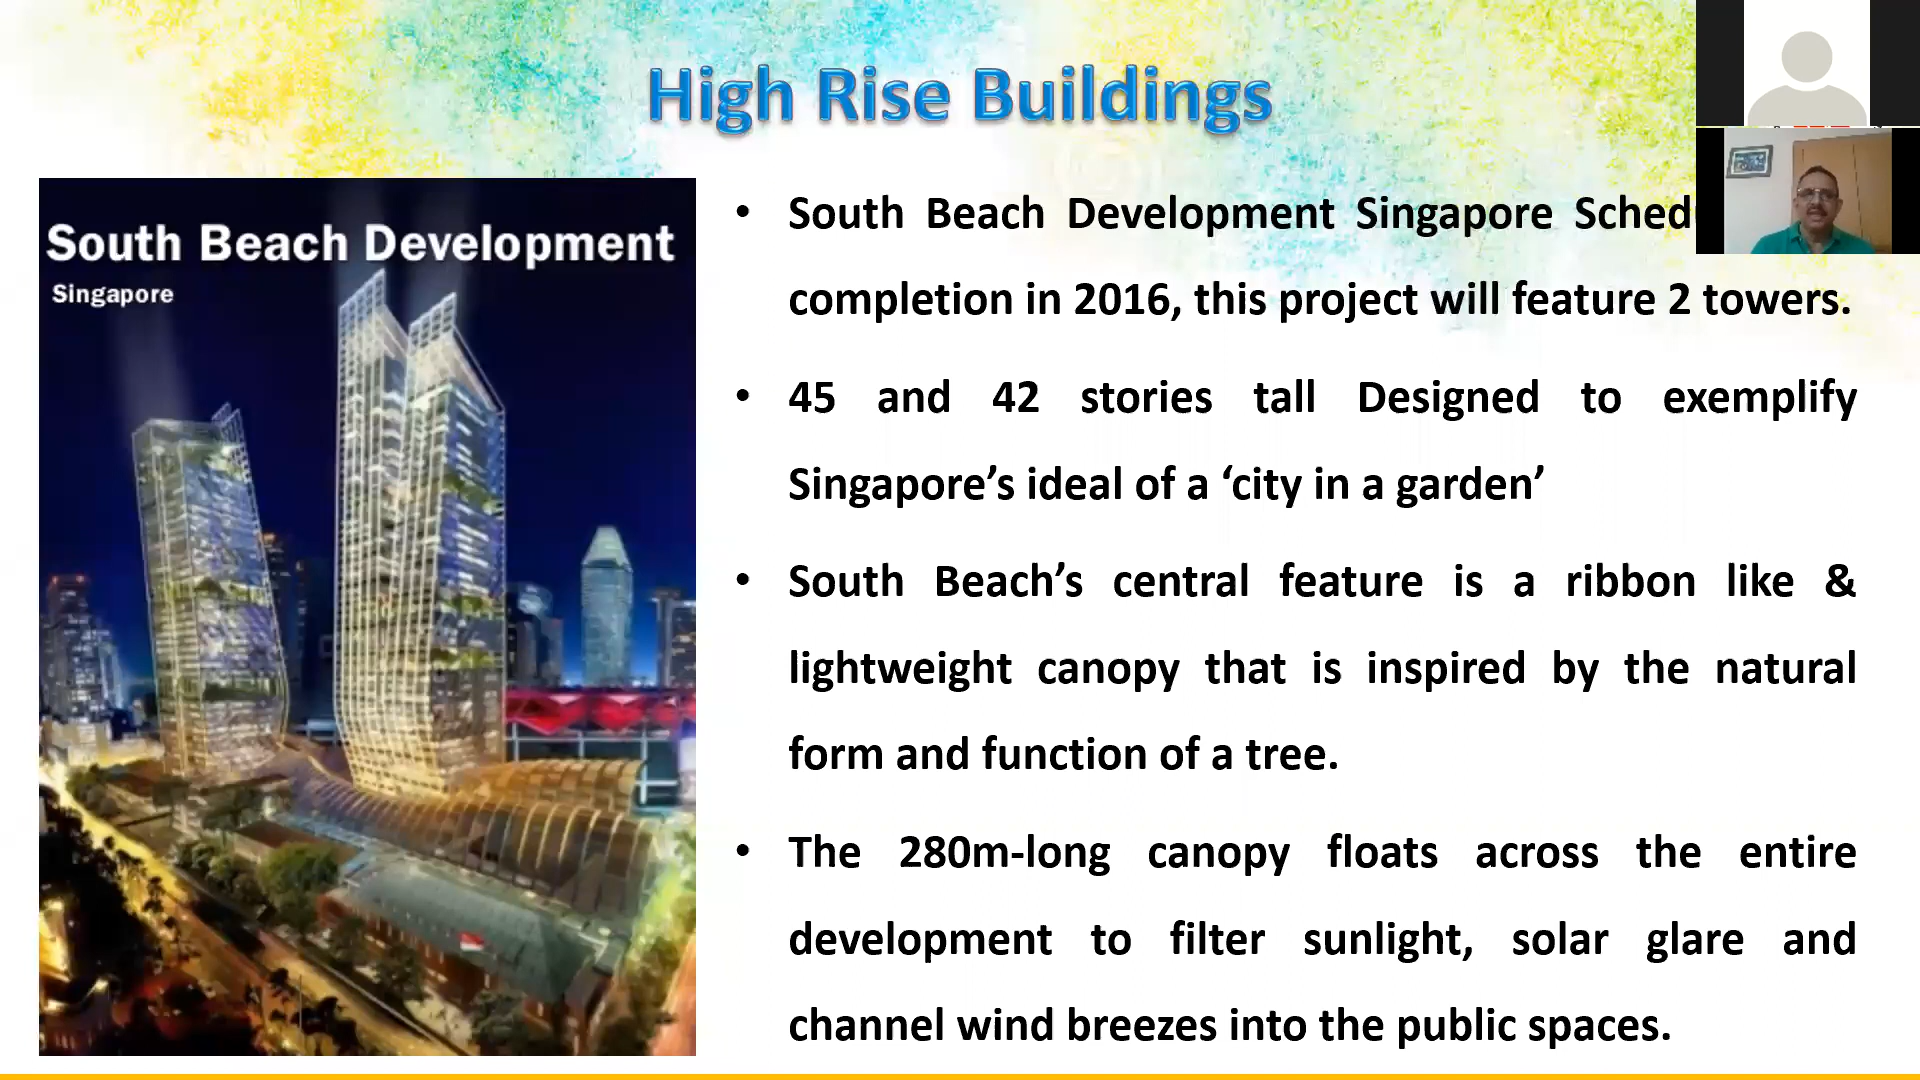 High Rise Buildings
South Beach Development
Singapore
• South Beach Development Singapore
completion in 2016, this project will feature 2 towers.
• 45 and 42 stories tall Designed to exemplify
Singapore’s ideal of a ‘city in a garden’
• South Beach’s central feature is a ribbon like &
lightweight canopy that is inspired by the natural
form and function of a tree.
• The 280m-long canopy floats across the entire
development to filter sunlight, solar glare and
channel wind breezes into the public spaces.